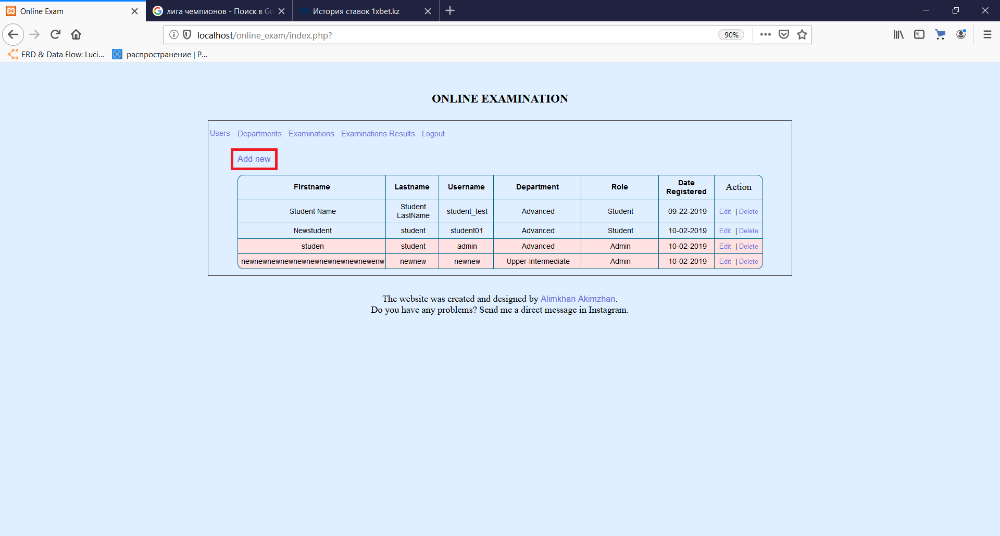 Online Exam
лига чемпионов - Поиск в Go
История ставок 1xbet.kz
localhost/online_exam/index.php?
90%
ERD & Data Flow: Luci...
распространение | Р...
ONLINE EXAMINATION
Users Departments Examinations Examinations Results Logout
Add new
Firstname Lastname Username Department Role Date Registered Action
Student Name Student LastName student_test Advanced Student 09-22-2019 Edit | Delete
Newstudent student student01 Advanced Student 10-02-2019 Edit | Delete
studen student admin Advanced Admin 10-02-2019 Edit | Delete
newnewnewnewnewnewnewnewnewnewenw newnew newnew Upper-Intermediate Admin 10-02-2019 Edit | Delete
The website was created and designed by Alimkhan Akimzhan.
Do you have any problems? Send me a direct message in Instagram.